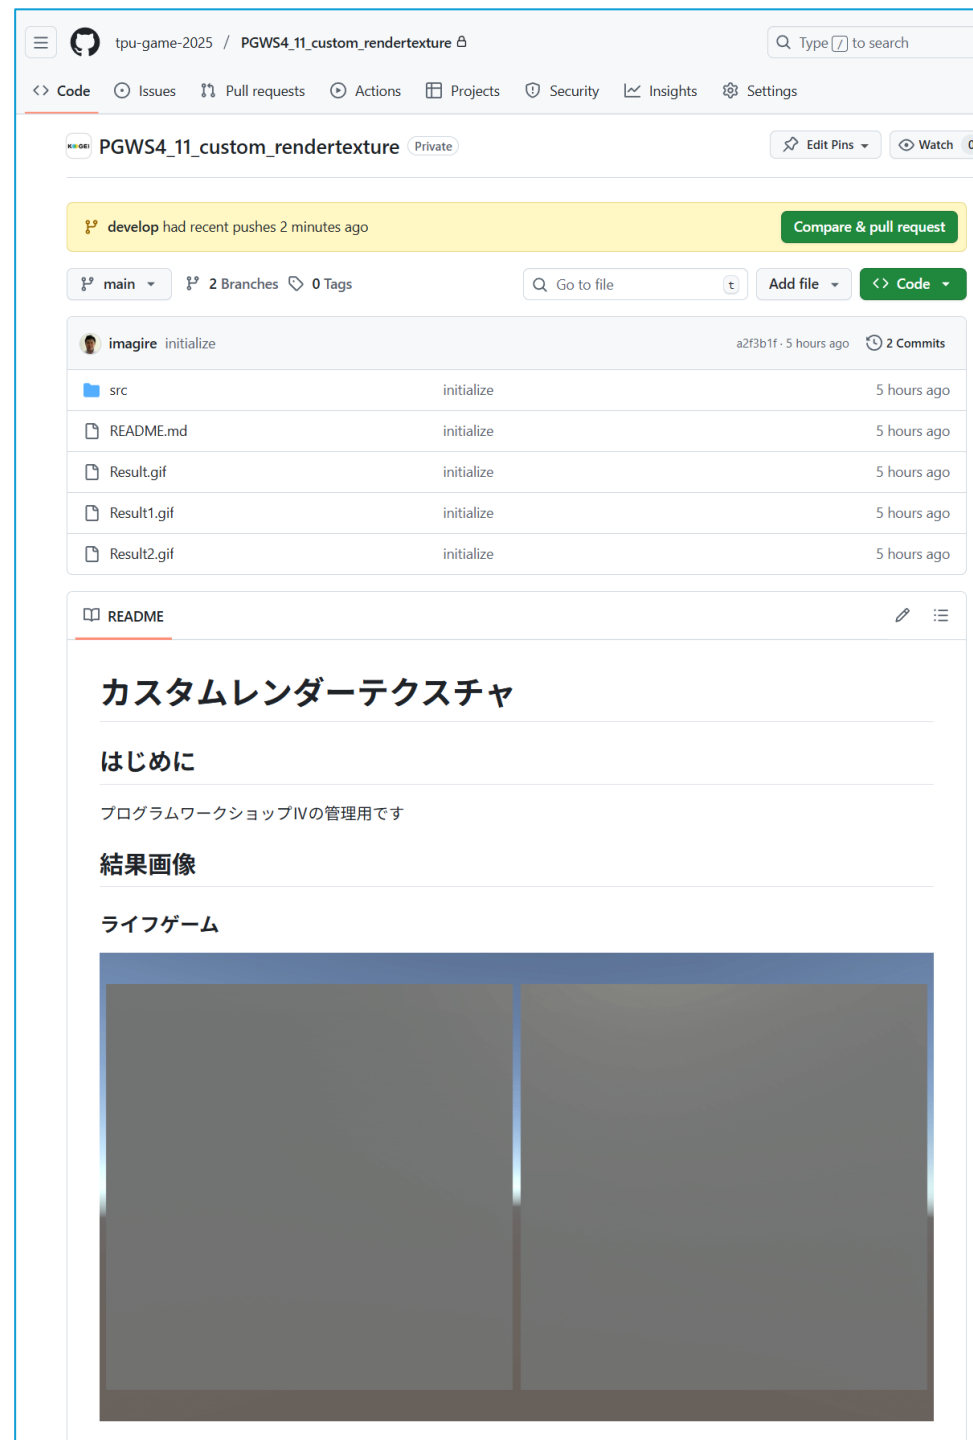 tpu-game-2025 / PGWS4_11_custom_rendertexture
Type / to search
Code Issues Pull requests Actions Projects Security Insights Settings
KOGEI PGWS4_11_custom_rendertexture Private Edit Pins Watch 0
develop had recent pushes 2 minutes ago Compare & pull request
main 2 Branches 0 Tags Go to file t Add file Code
imagire initialize a2f3b1f · 5 hours ago 2 Commits
src initialize 5 hours ago
README.md initialize 5 hours ago
Result.gif initialize 5 hours ago
Result1.gif initialize 5 hours ago
Result2.gif initialize 5 hours ago
README
カスタムレンダーテクスチャ
はじめに
プログラムワークショップⅣの管理用です
結果画像
ライフゲーム